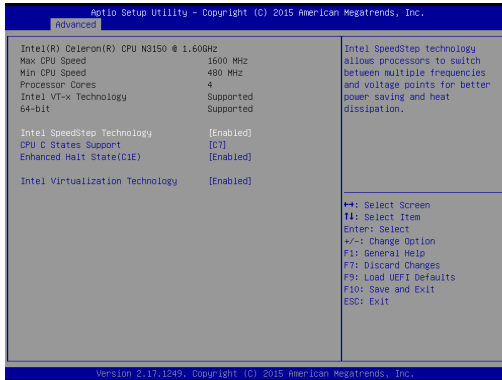 Aptio Setup Utility – Copyright (C) 2015 American Megatrends, Inc.
Advanced
Intel(R) Celeron(R) CPU N3150 @ 1.60GHz
Max CPU Speed 1600 MHz
Min CPU Speed 480 MHz
Processor Cores 4
Intel VT-x Technology Supported
64-bit Supported
Intel SpeedStep Technology [Enabled]
CPU C States Support [C7]
Enhanced Halt State(C1E) [Enabled]
Intel Virtualization Technology [Enabled]
Intel SpeedStep technology
allows processors to switch
between multiple frequencies
and voltage points for better
power saving and heat
dissipation.
↔: Select Screen
↑↓: Select Item
Enter: Select
+/-: Change Option
F1: General Help
F7: Discard Changes
F9: Load UEFI Defaults
F10: Save and Exit
ESC: Exit
Version 2.17.1249. Copyright (C) 2015 American Megatrends, Inc.